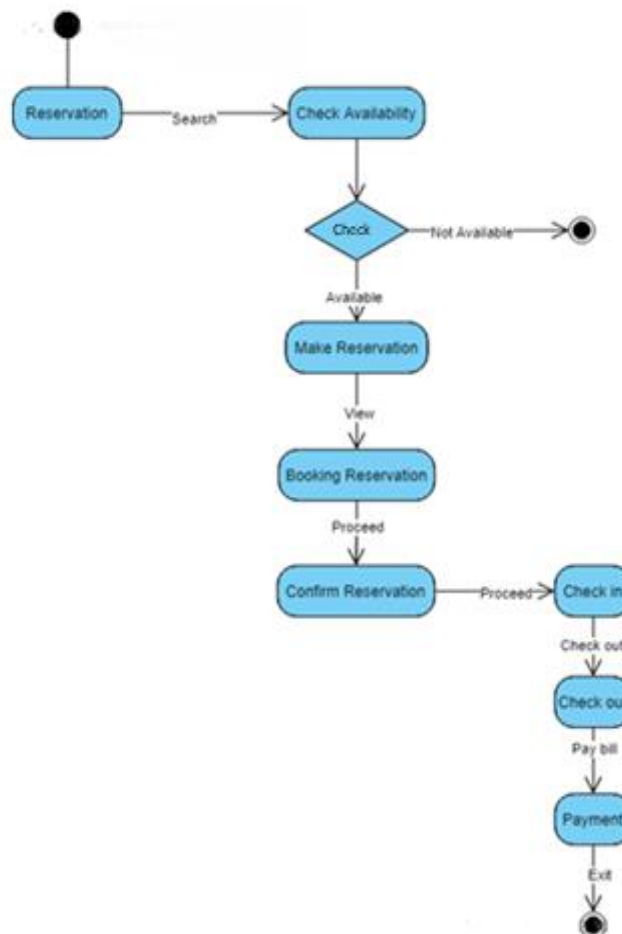 Reservation
Search
Check Availability
Check
Not Available
Available
Make Reservation
View
Booking Reservation
Proceed
Confirm Reservation
Proceed
Check in
Check out
Check ou
Pay bill
Payment
Exit